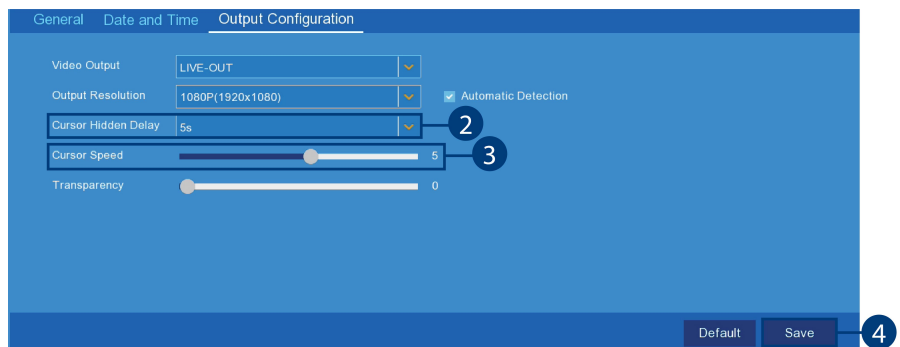 General Date and Time Output Configuration
Video Output LIVE-OUT
Output Resolution 1080P(1920x1080) Automatic Detection
Cursor Hidden Delay 5s 2
Cursor Speed 5 3
Transparency 0
Default Save 4